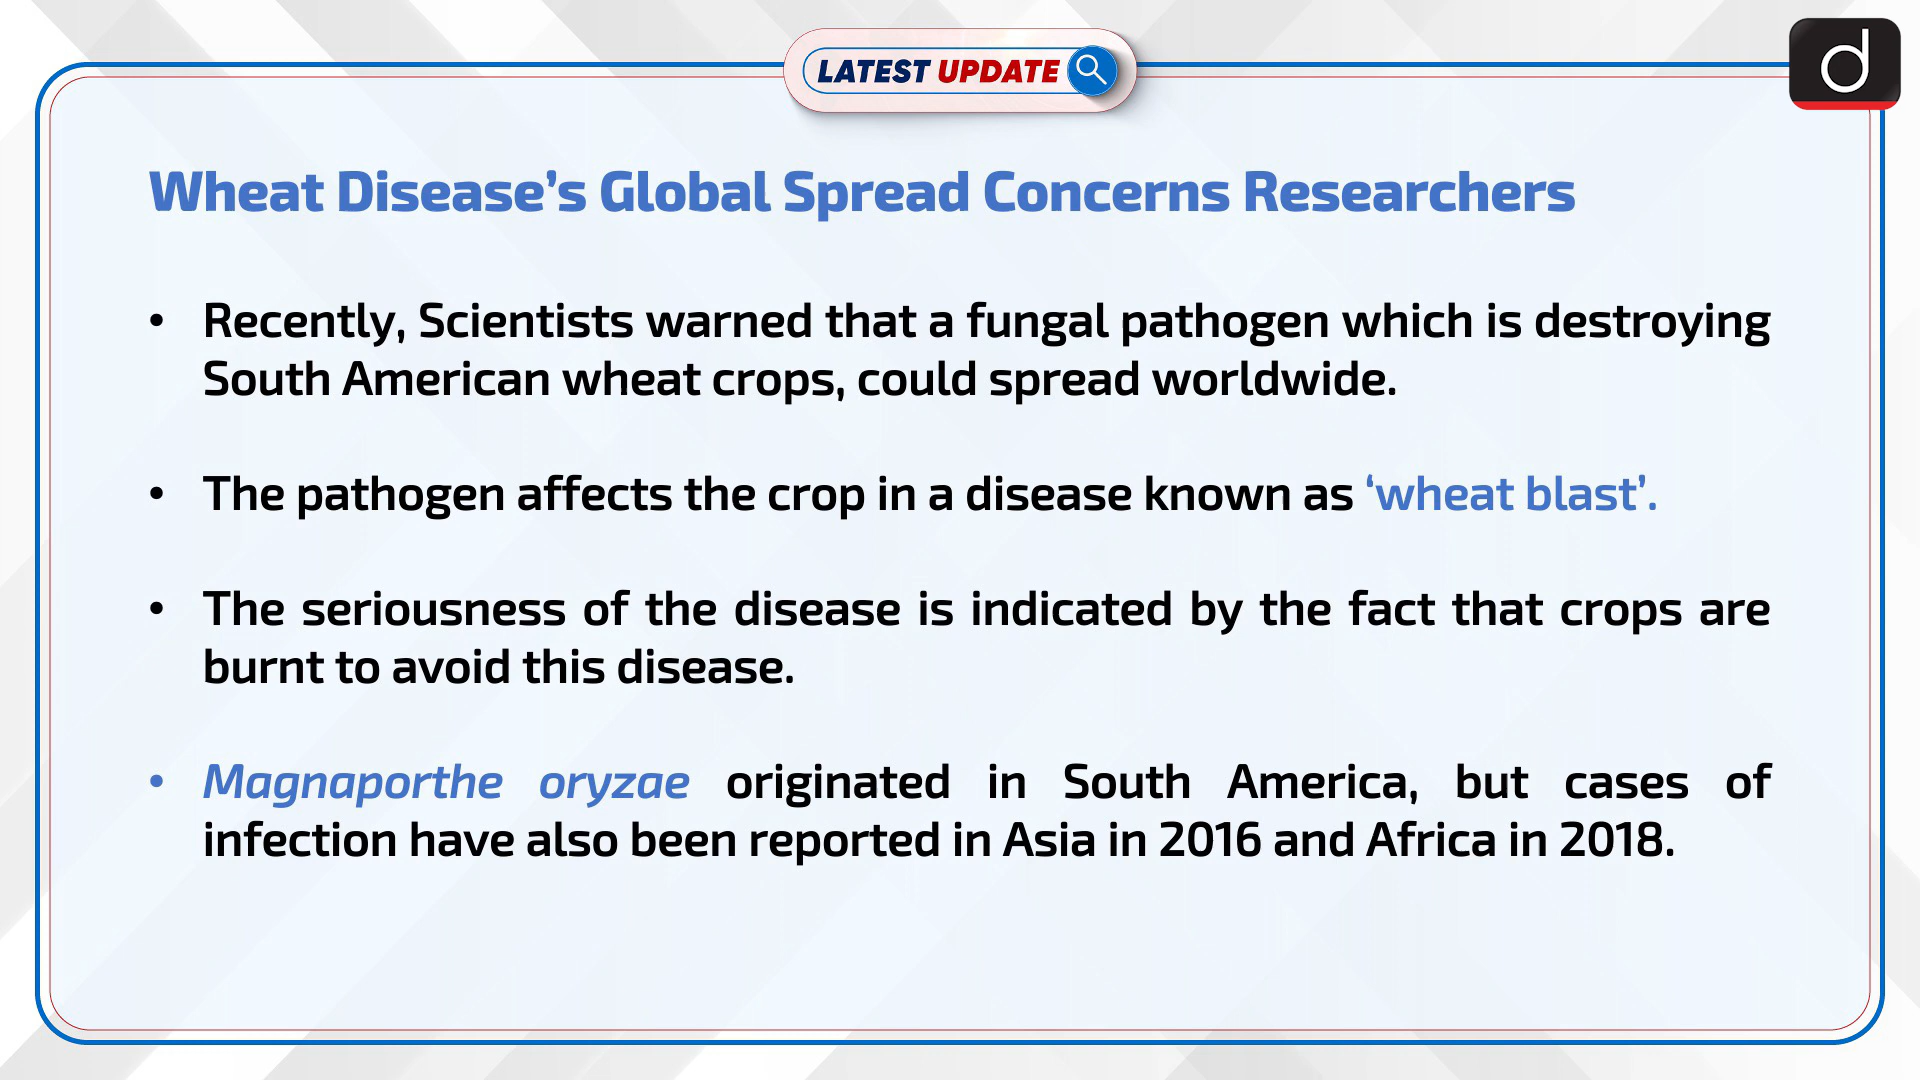 LATEST UPDATE
d
Wheat Disease’s Global Spread Concerns Researchers
• Recently, Scientists warned that a fungal pathogen which is destroying
South American wheat crops, could spread worldwide.
• The pathogen affects the crop in a disease known as ‘wheat blast’.
• The seriousness of the disease is indicated by the fact that crops are
burnt to avoid this disease.
• Magnaporthe oryzae originated in South America, but cases of
infection have also been reported in Asia in 2016 and Africa in 2018.